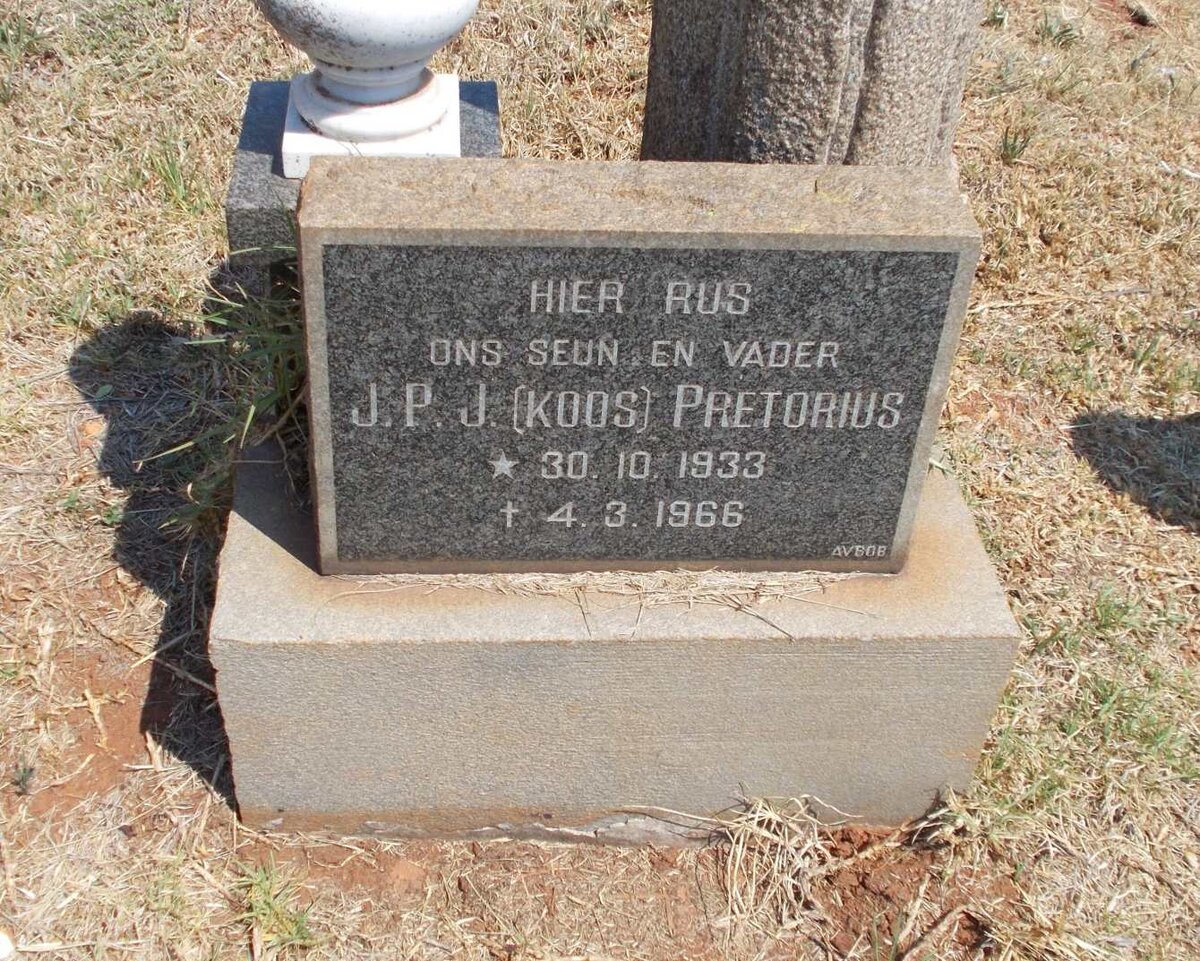 HIER RUS
ONS SEUN EN VADER
J.P.J. (KOOS) PRETORIUS
★ 30.10.1933
† 4.3.1966
AVBOB